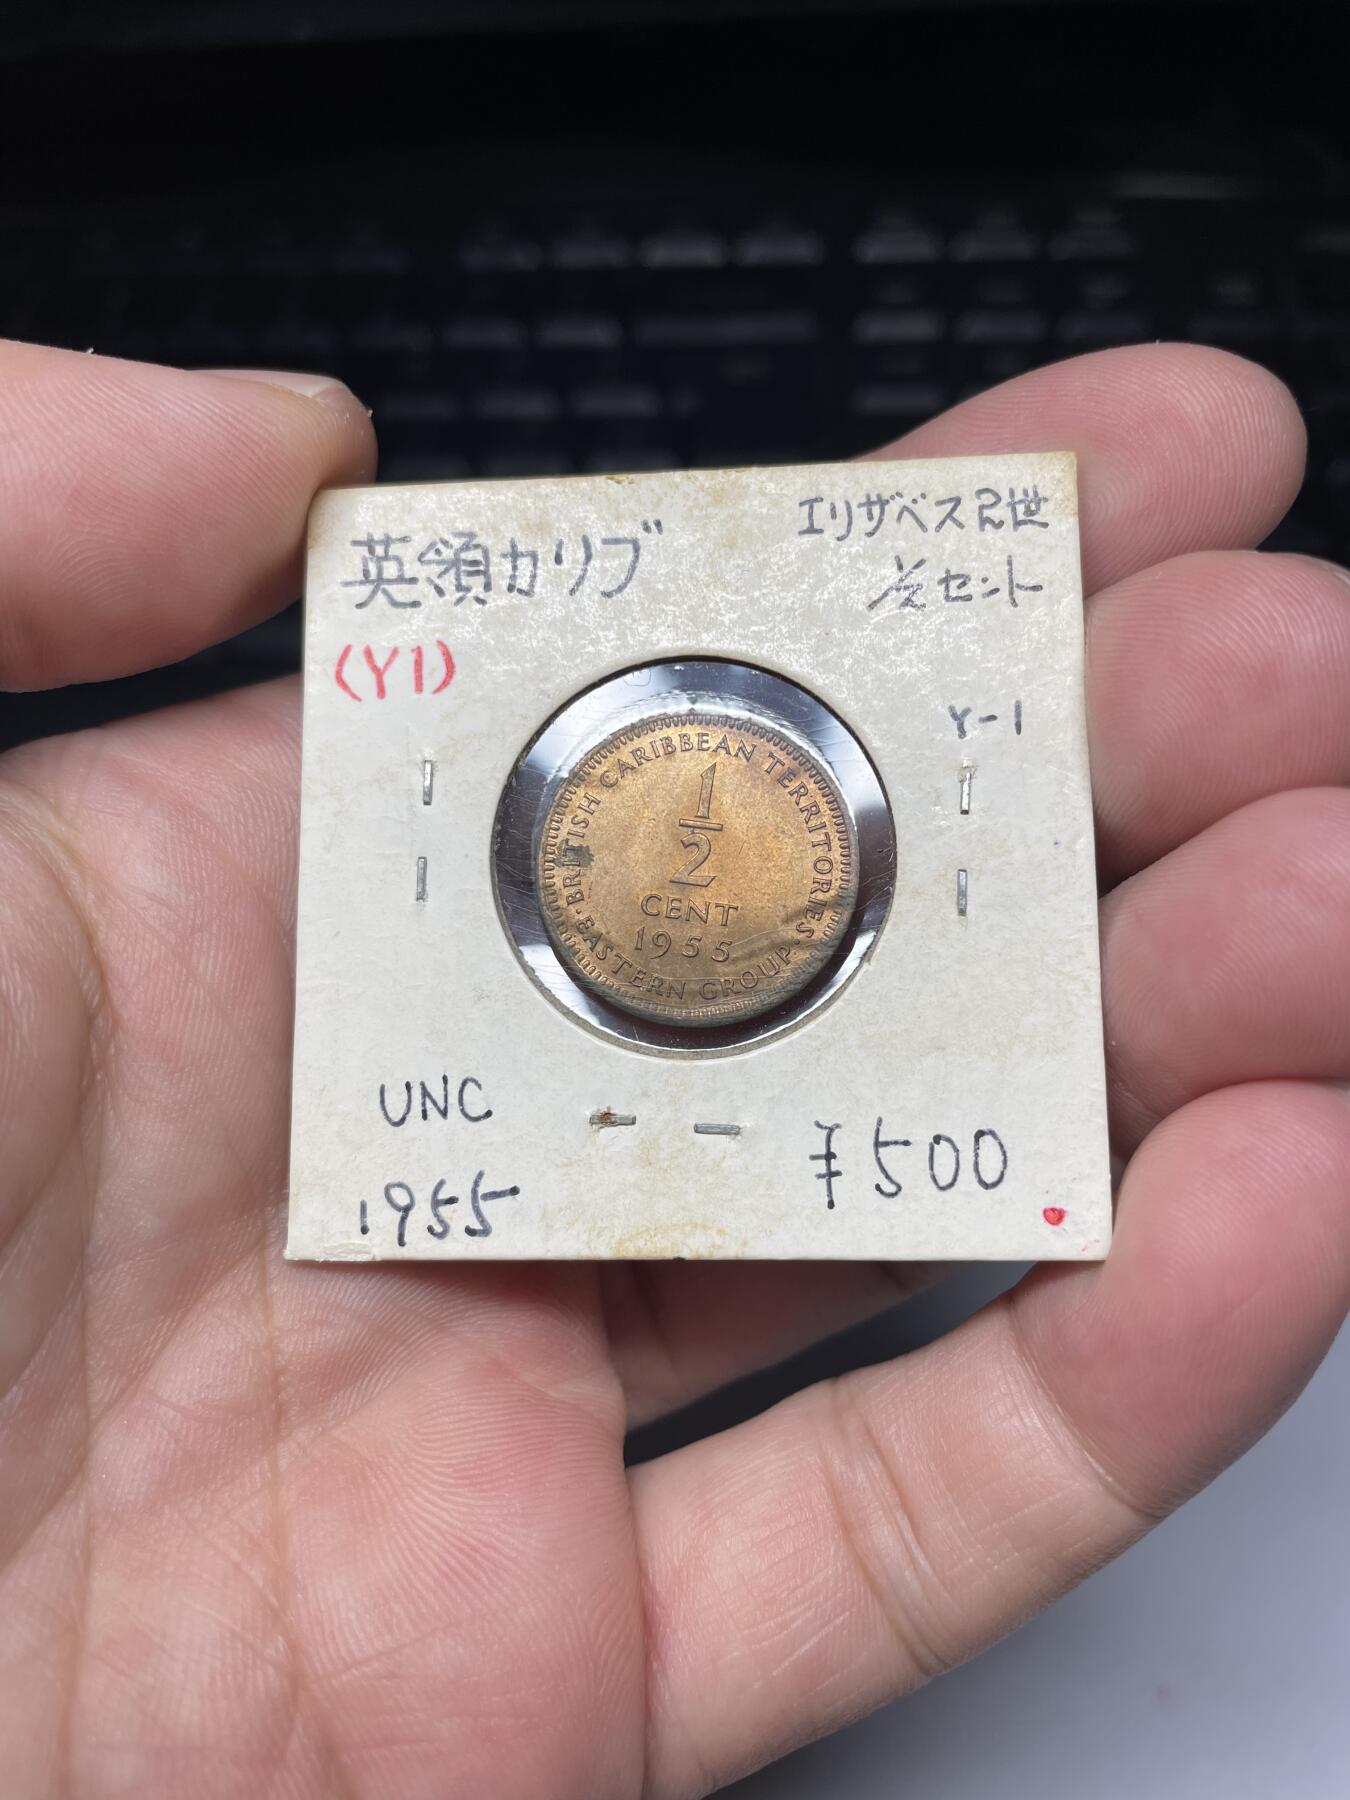 英領カリブ
エリザベス2世
1/2セント
(Y1)
Y-1
BRITISH CARIBBEAN TERRITORIES
1
2
CENT
1955
·EASTERN GROUP·
UNC
1955
¥500